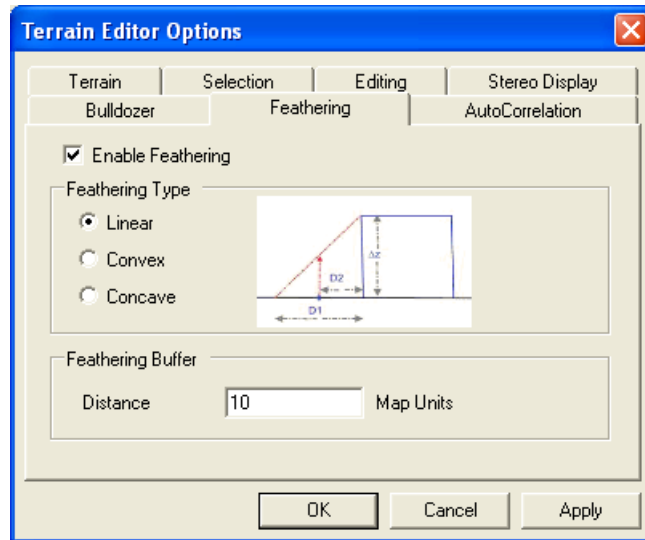 Terrain Editor Options
Terrain Selection Editing Stereo Display
Bulldozer Feathering AutoCorrelation
Enable Feathering
Feathering Type
Linear
Convex
Concave
ΔZ
D2
D1
Feathering Buffer
Distance 10 Map Units
OK Cancel Apply